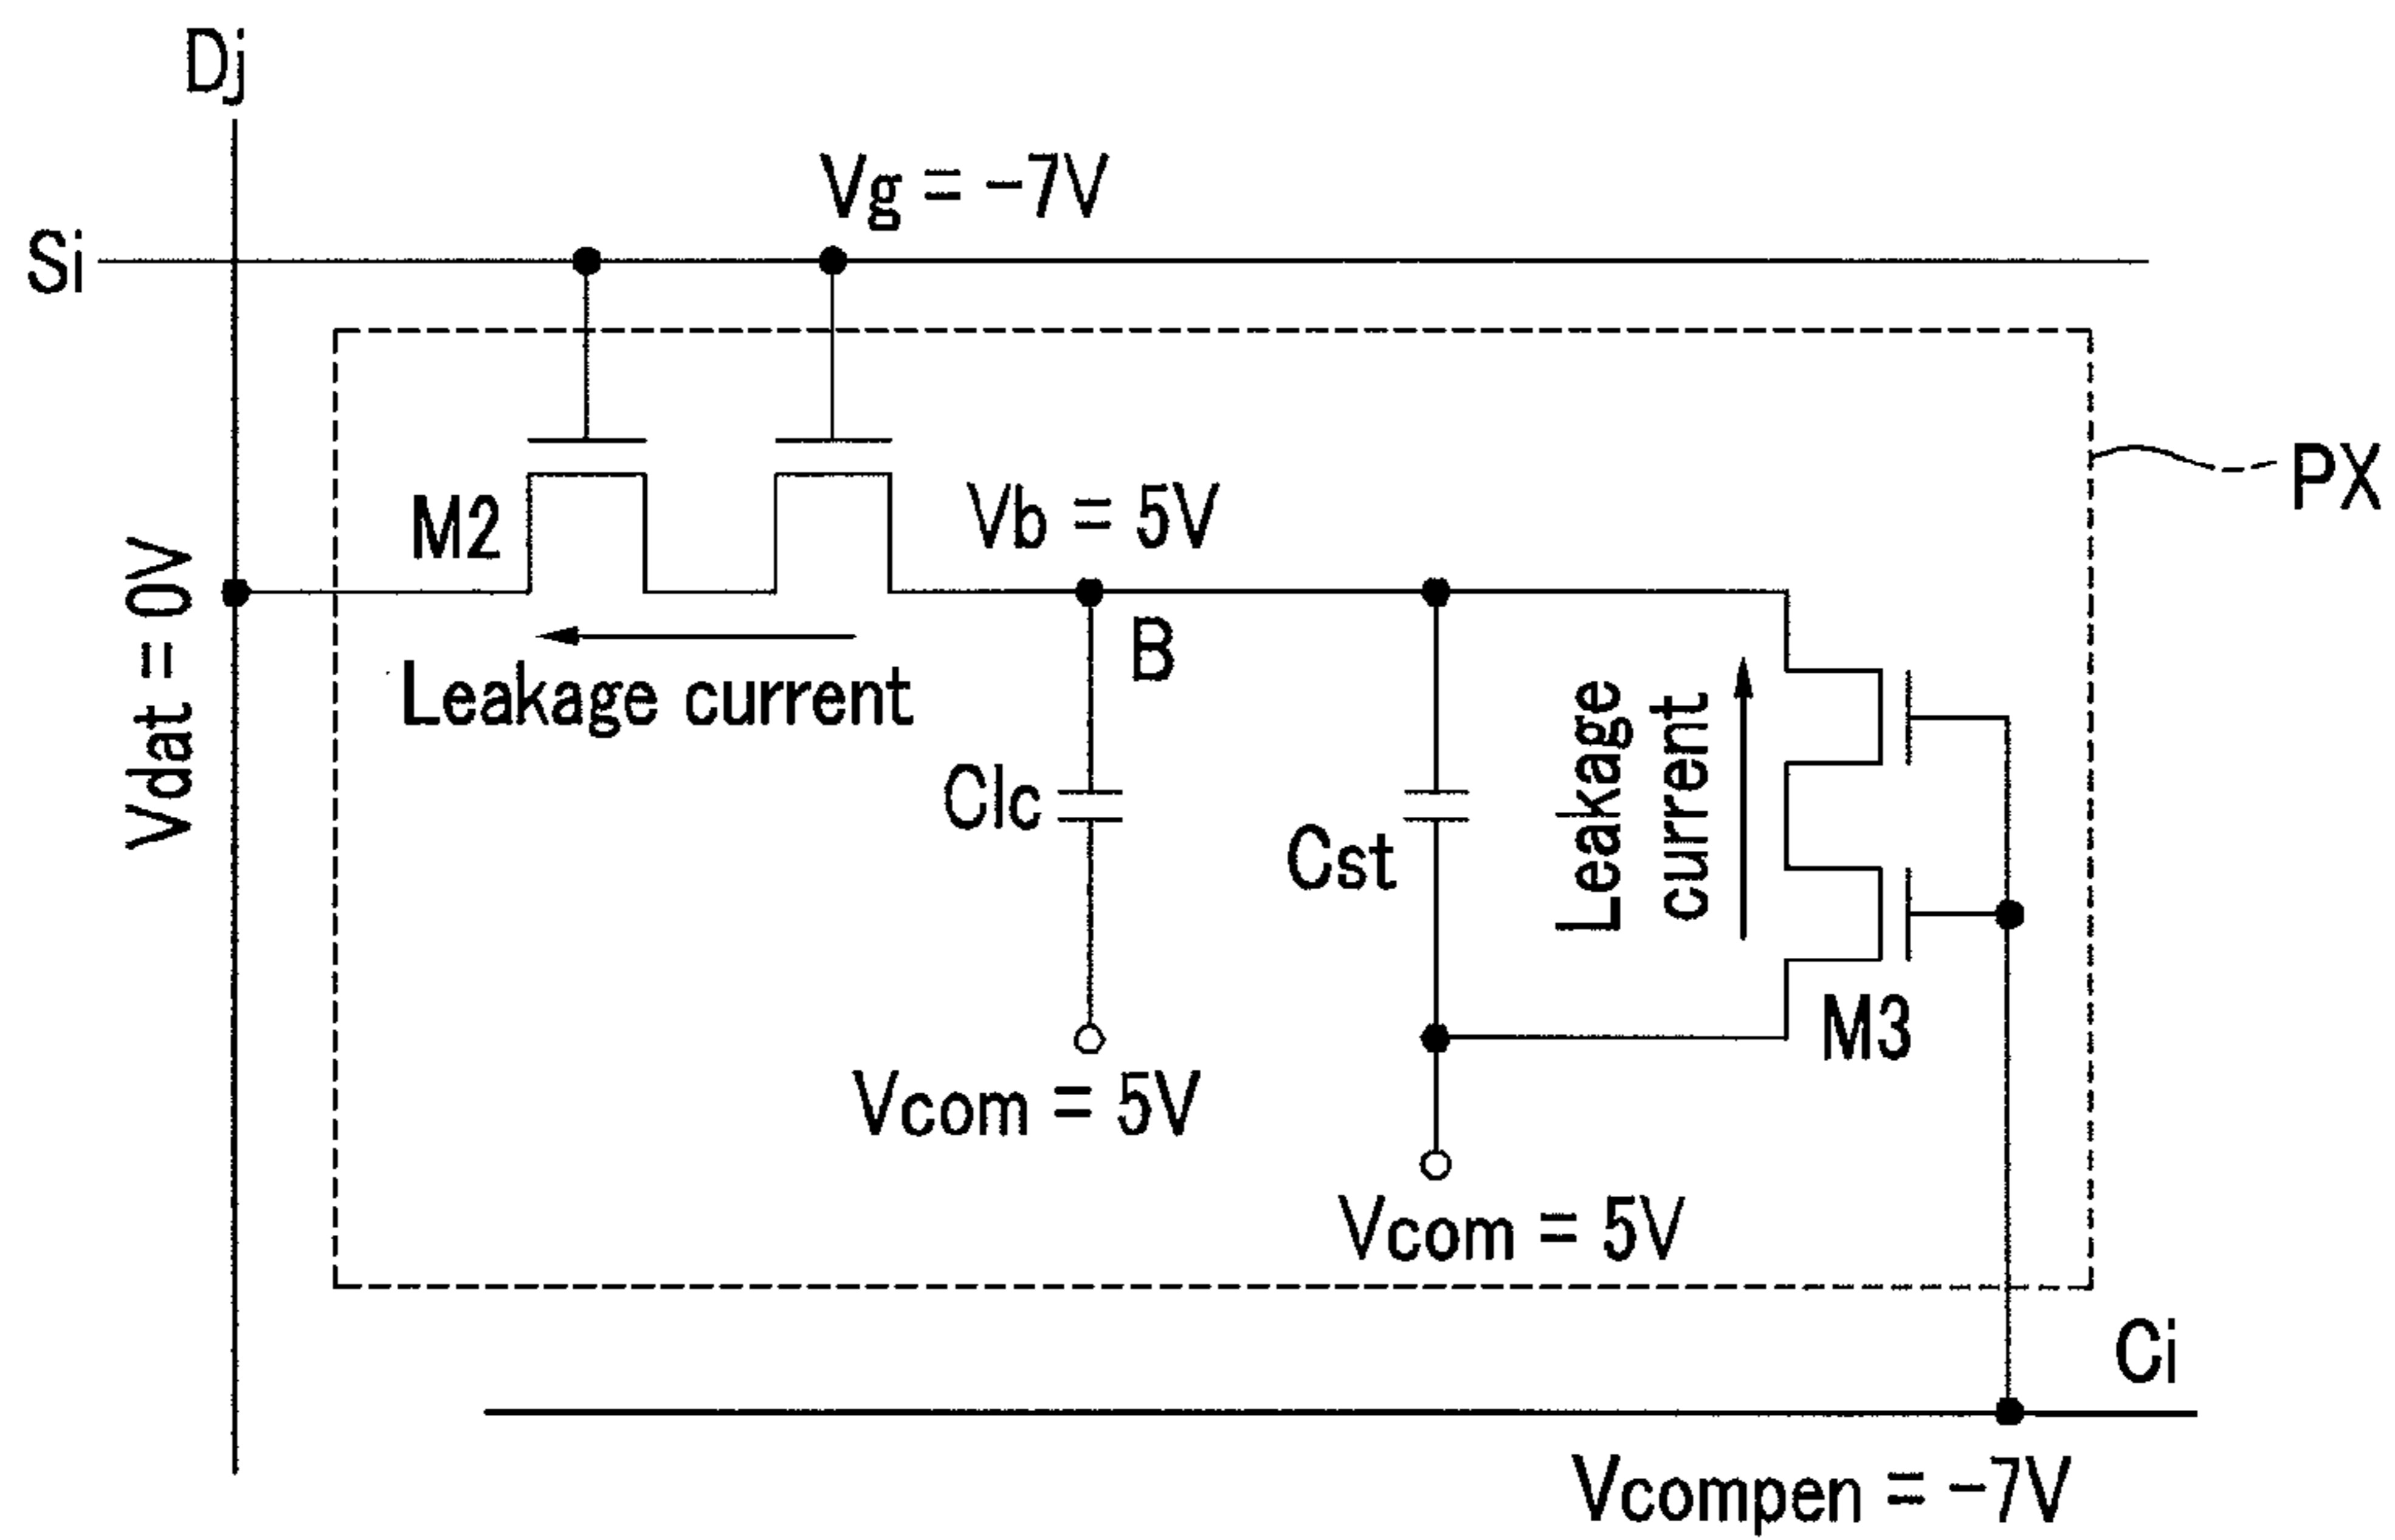 Dj
Vg = -7V
Si
PX
M2
Vb = 5V
Vdat = 0V
B
Leakage current
Leakage
current
Clc
Cst
M3
Vcom = 5V
Vcom = 5V
Ci
Vcompen = -7V